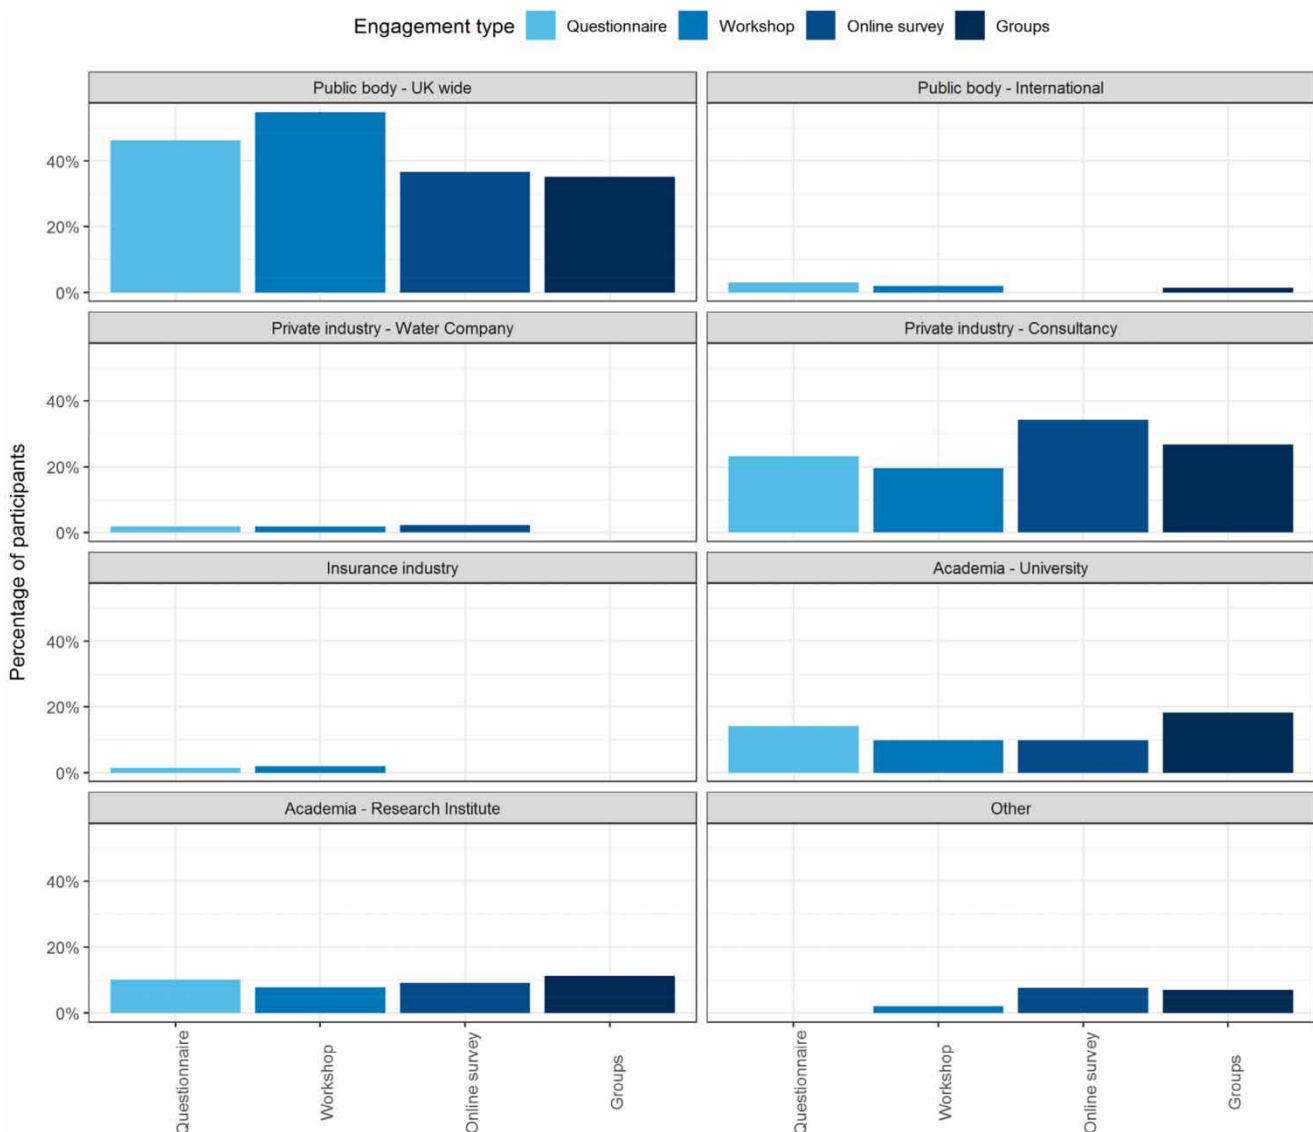 Engagement type Questionnaire Workshop Online survey Groups
Public body - UK wide
Public body - International
40%
20%
0%
Private industry - Water Company
Private industry - Consultancy
40%
20%
0%
Insurance industry
Academia - University
40%
20%
0%
Academia - Research Institute
Other
40%
20%
0%
Percentage of participants
Questionnaire
Workshop
Online survey
Groups
Questionnaire
Workshop
Online survey
Groups